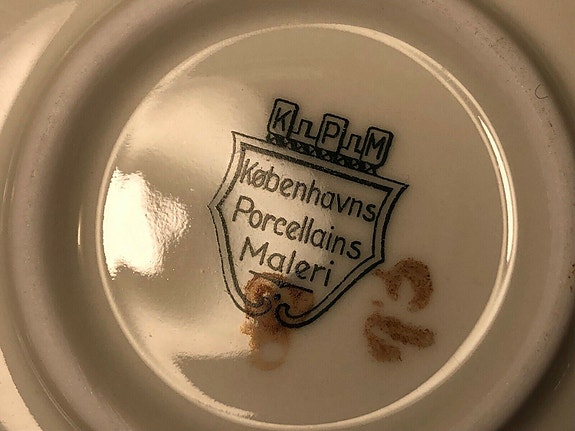 KPM
Københavns
Porcellains
Maleri